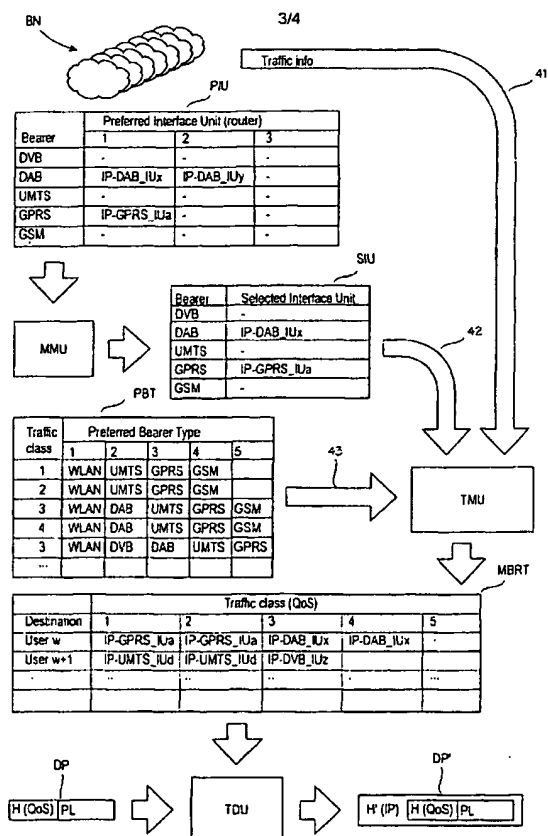 BN
3/4
Traffic info
41
PIU
Preferred Interface Unit (router)
Bearer 1 2 3
DVB - - -
DAB IP-DAB_IUx IP-DAB_IUy -
UMTS - - -
GPRS IP-GPRS_IUa - -
GSM - - -
SIU
Bearer Selected Interface Unit
DVB -
DAB IP-DAB_IUx
UMTS -
GPRS IP-GPRS_IUa
GSM -
MMU
42
PBT
Traffic class Preferred Bearer Type
1 2 3 4 5
1 WLAN UMTS GPRS GSM
2 WLAN UMTS GPRS GSM
3 WLAN DAB UMTS GPRS GSM
4 WLAN DAB UMTS GPRS GSM
3 WLAN DVB DAB UMTS GPRS
...
43
TMU
MBRT
Traffic class (QoS)
Destination 1 2 3 4 5
User w IP-GPRS_IUa IP-GPRS_IUa IP-DAB_IUx IP-DAB_IUx -
User w+1 IP-UMTS_IUd IP-UMTS_IUd IP-DVB_IUz
.. .. .. .. ...
DP
H (QoS) PL
TDU
DP'
H' (IP) H (QoS) PL